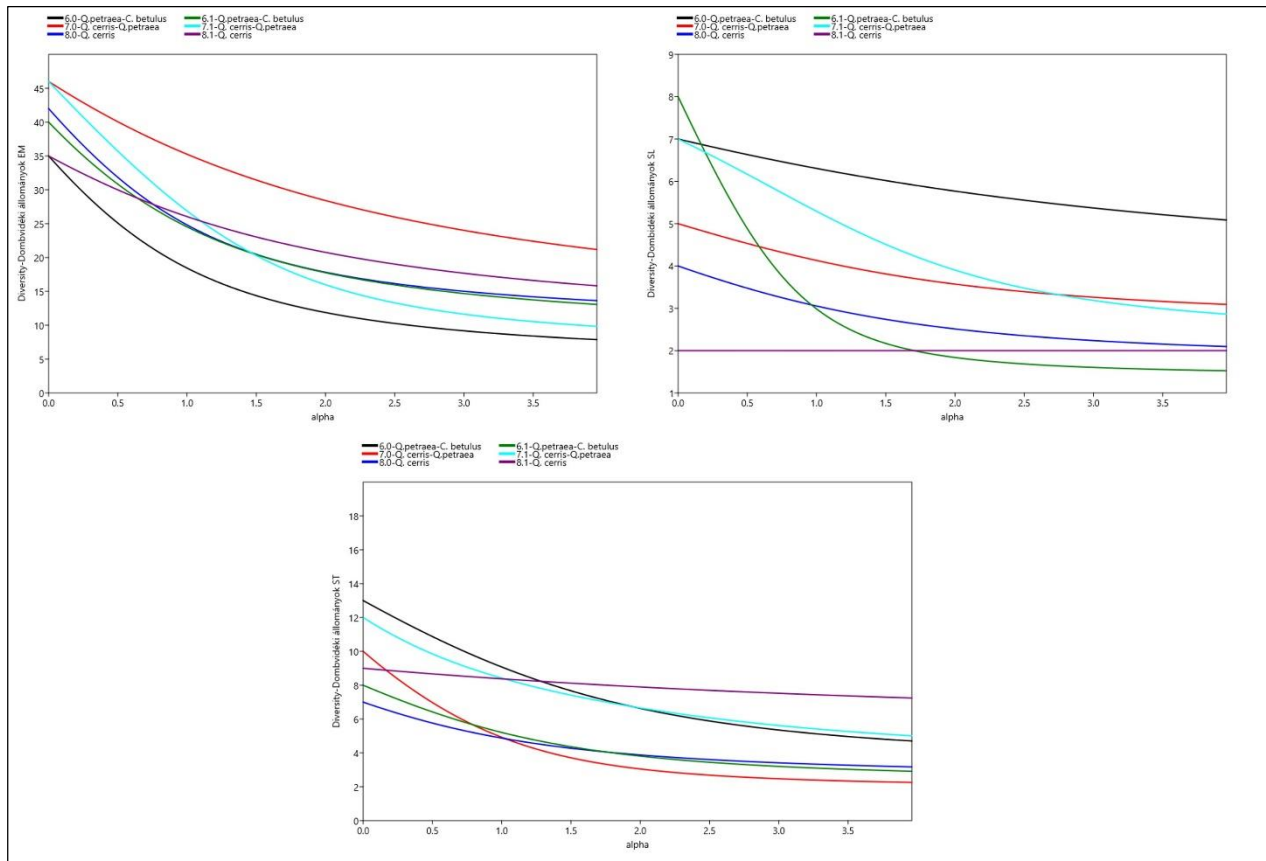 6.0-Q.petraea-C. betulus 6.1-Q.petraea-C. betulus
7.0-Q. cerris-Q.petraea 7.1-Q. cerris-Q.petraea
8.0-Q. cerris 8.1-Q. cerris
Diversity-Dombvidéki állományok EM
45
40
35
30
25
20
15
10
5
0
0.0 0.5 1.0 1.5 2.0 2.5 3.0 3.5
alpha
6.0-Q.petraea-C. betulus 6.1-Q.petraea-C. betulus
7.0-Q. cerris-Q.petraea 7.1-Q. cerris-Q.petraea
8.0-Q. cerris 8.1-Q. cerris
Diversity-Dombidéki állományok SL
9
8
7
6
5
4
3
2
1
0.0 0.5 1.0 1.5 2.0 2.5 3.0 3.5
alpha
6.0-Q.petraea-C. betulus 6.1-Q.petraea-C. betulus
7.0-Q. cerris-Q.petraea 7.1-Q. cerris-Q.petraea
8.0-Q. cerris 8.1-Q. cerris
Diversity-Dombvidéki állományok ST
18
16
14
12
10
8
6
4
2
0
0.0 0.5 1.0 1.5 2.0 2.5 3.0 3.5
alpha